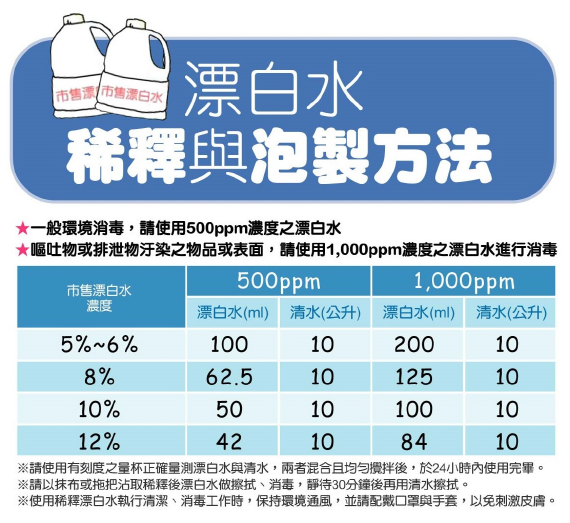 市售漂
市售漂白水
漂白水
稀釋與泡製方法
★一般環境消毒，請使用500ppm濃度之漂白水
★嘔吐物或排泄物汙染之物品或表面，請使用1,000ppm濃度之漂白水進行消毒
市售漂白水濃度 500ppm 1,000ppm
漂白水(ml) 清水(公升) 漂白水(ml) 清水(公升)
5%~6% 100 10 200 10
8% 62.5 10 125 10
10% 50 10 100 10
12% 42 10 84 10
※請使用有刻度之量杯正確量測漂白水與清水，兩者混合且均勻攪拌後，於24小時內使用完畢。
※請以抹布或拖把沾取稀釋後漂白水做擦拭、消毒，靜待30分鐘後再用清水擦拭。
※使用稀釋漂白水執行清潔、消毒工作時，保持環境通風，並請配戴口罩與手套，以免刺激皮膚。